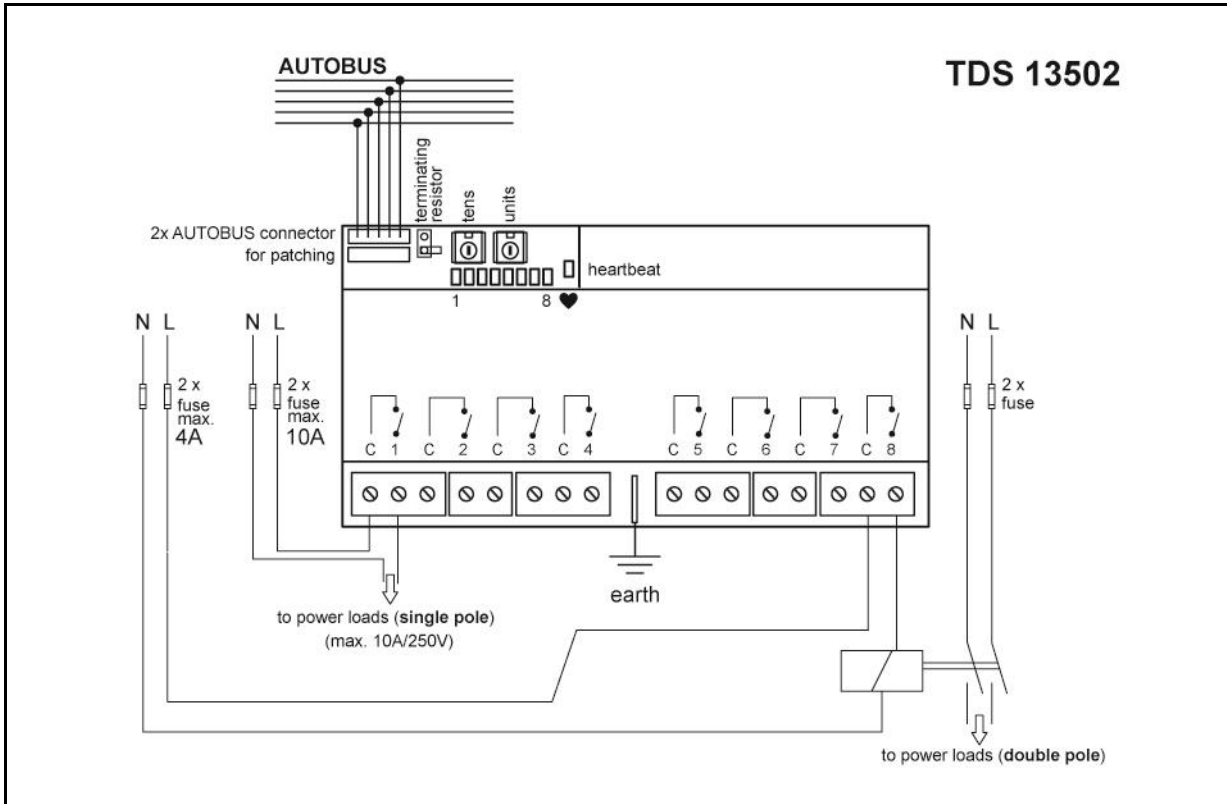 AUTOBUS
TDS 13502
terminating
resistor
tens
units
2x AUTOBUS connector
for patching
heartbeat
1
8
N L
2 x
fuse
max.
4A
N L
2 x
fuse
max.
10A
N L
2 x
fuse
C 1 C 2 C 3 C 4 C 5 C 6 C 7 C 8
earth
to power loads (single pole)
(max. 10A/250V)
to power loads (double pole)